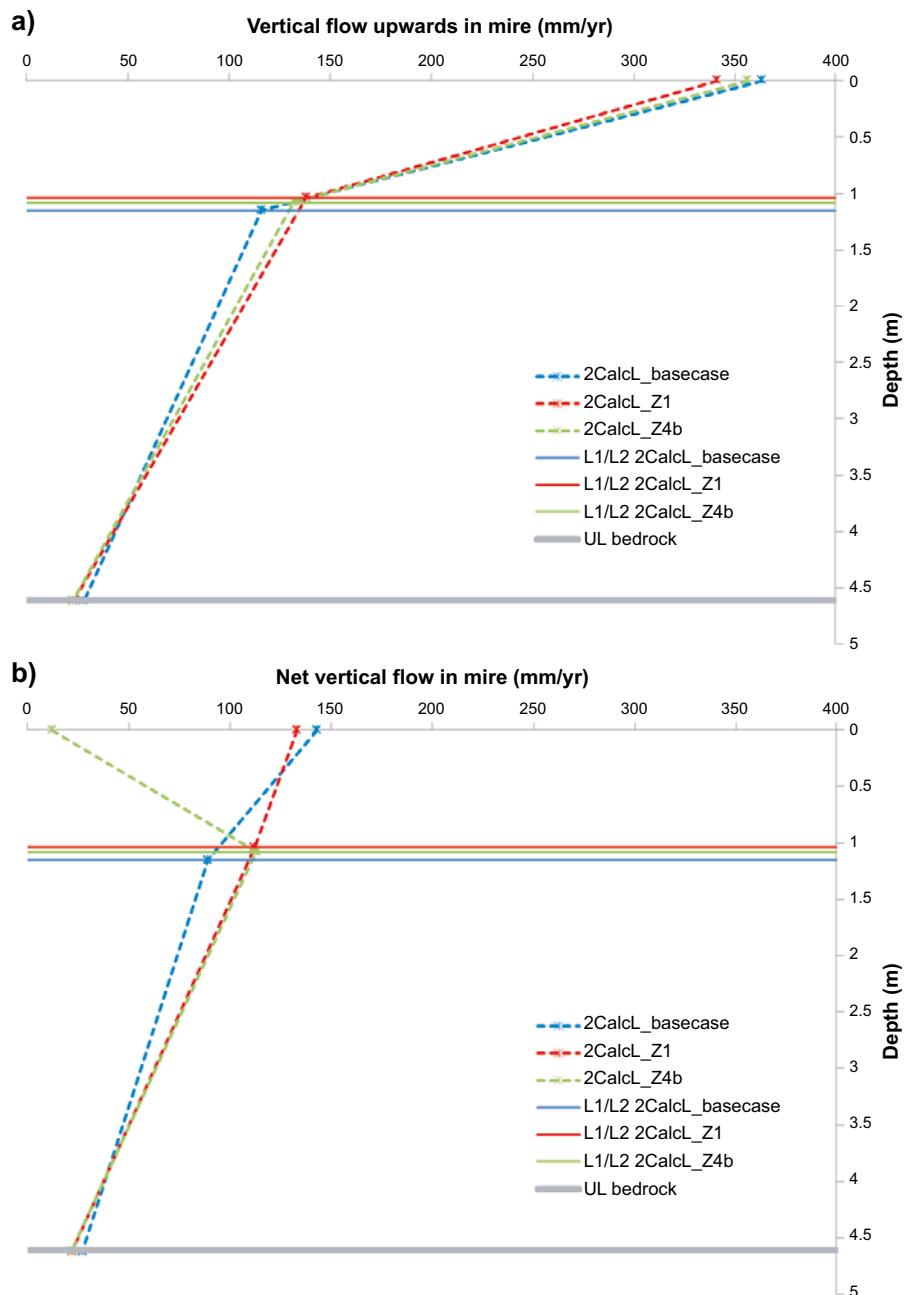 a)
Vertical flow upwards in mire (mm/yr)
0 50 100 150 200 250 300 350 400
0
0.5
1
1.5
2
2.5
3
3.5
4
4.5
5
Depth (m)
2CalcL_basecase
2CalcL_Z1
2CalcL_Z4b
L1/L2 2CalcL_basecase
L1/L2 2CalcL_Z1
L1/L2 2CalcL_Z4b
UL bedrock
b)
Net vertical flow in mire (mm/yr)
0 50 100 150 200 250 300 350 400
0
0.5
1
1.5
2
2.5
3
3.5
4
4.5
5
Depth (m)
2CalcL_basecase
2CalcL_Z1
2CalcL_Z4b
L1/L2 2CalcL_basecase
L1/L2 2CalcL_Z1
L1/L2 2CalcL_Z4b
UL bedrock